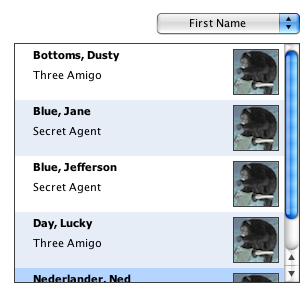 First Name
Bottoms, Dusty
Three Amigo
Blue, Jane
Secret Agent
Blue, Jefferson
Secret Agent
Day, Lucky
Three Amigo
Nederlander, Ned